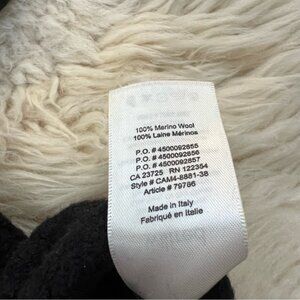 100% Merino Wool
100% Laine Mérinos
P.O. # 4500092855
P.O. # 4500092856
P.O. # 4500092857
CA 23725 RN 122354
Style # CAM4-8881-38
Article # 79786
Made in Italy
Fabriqué en Italie